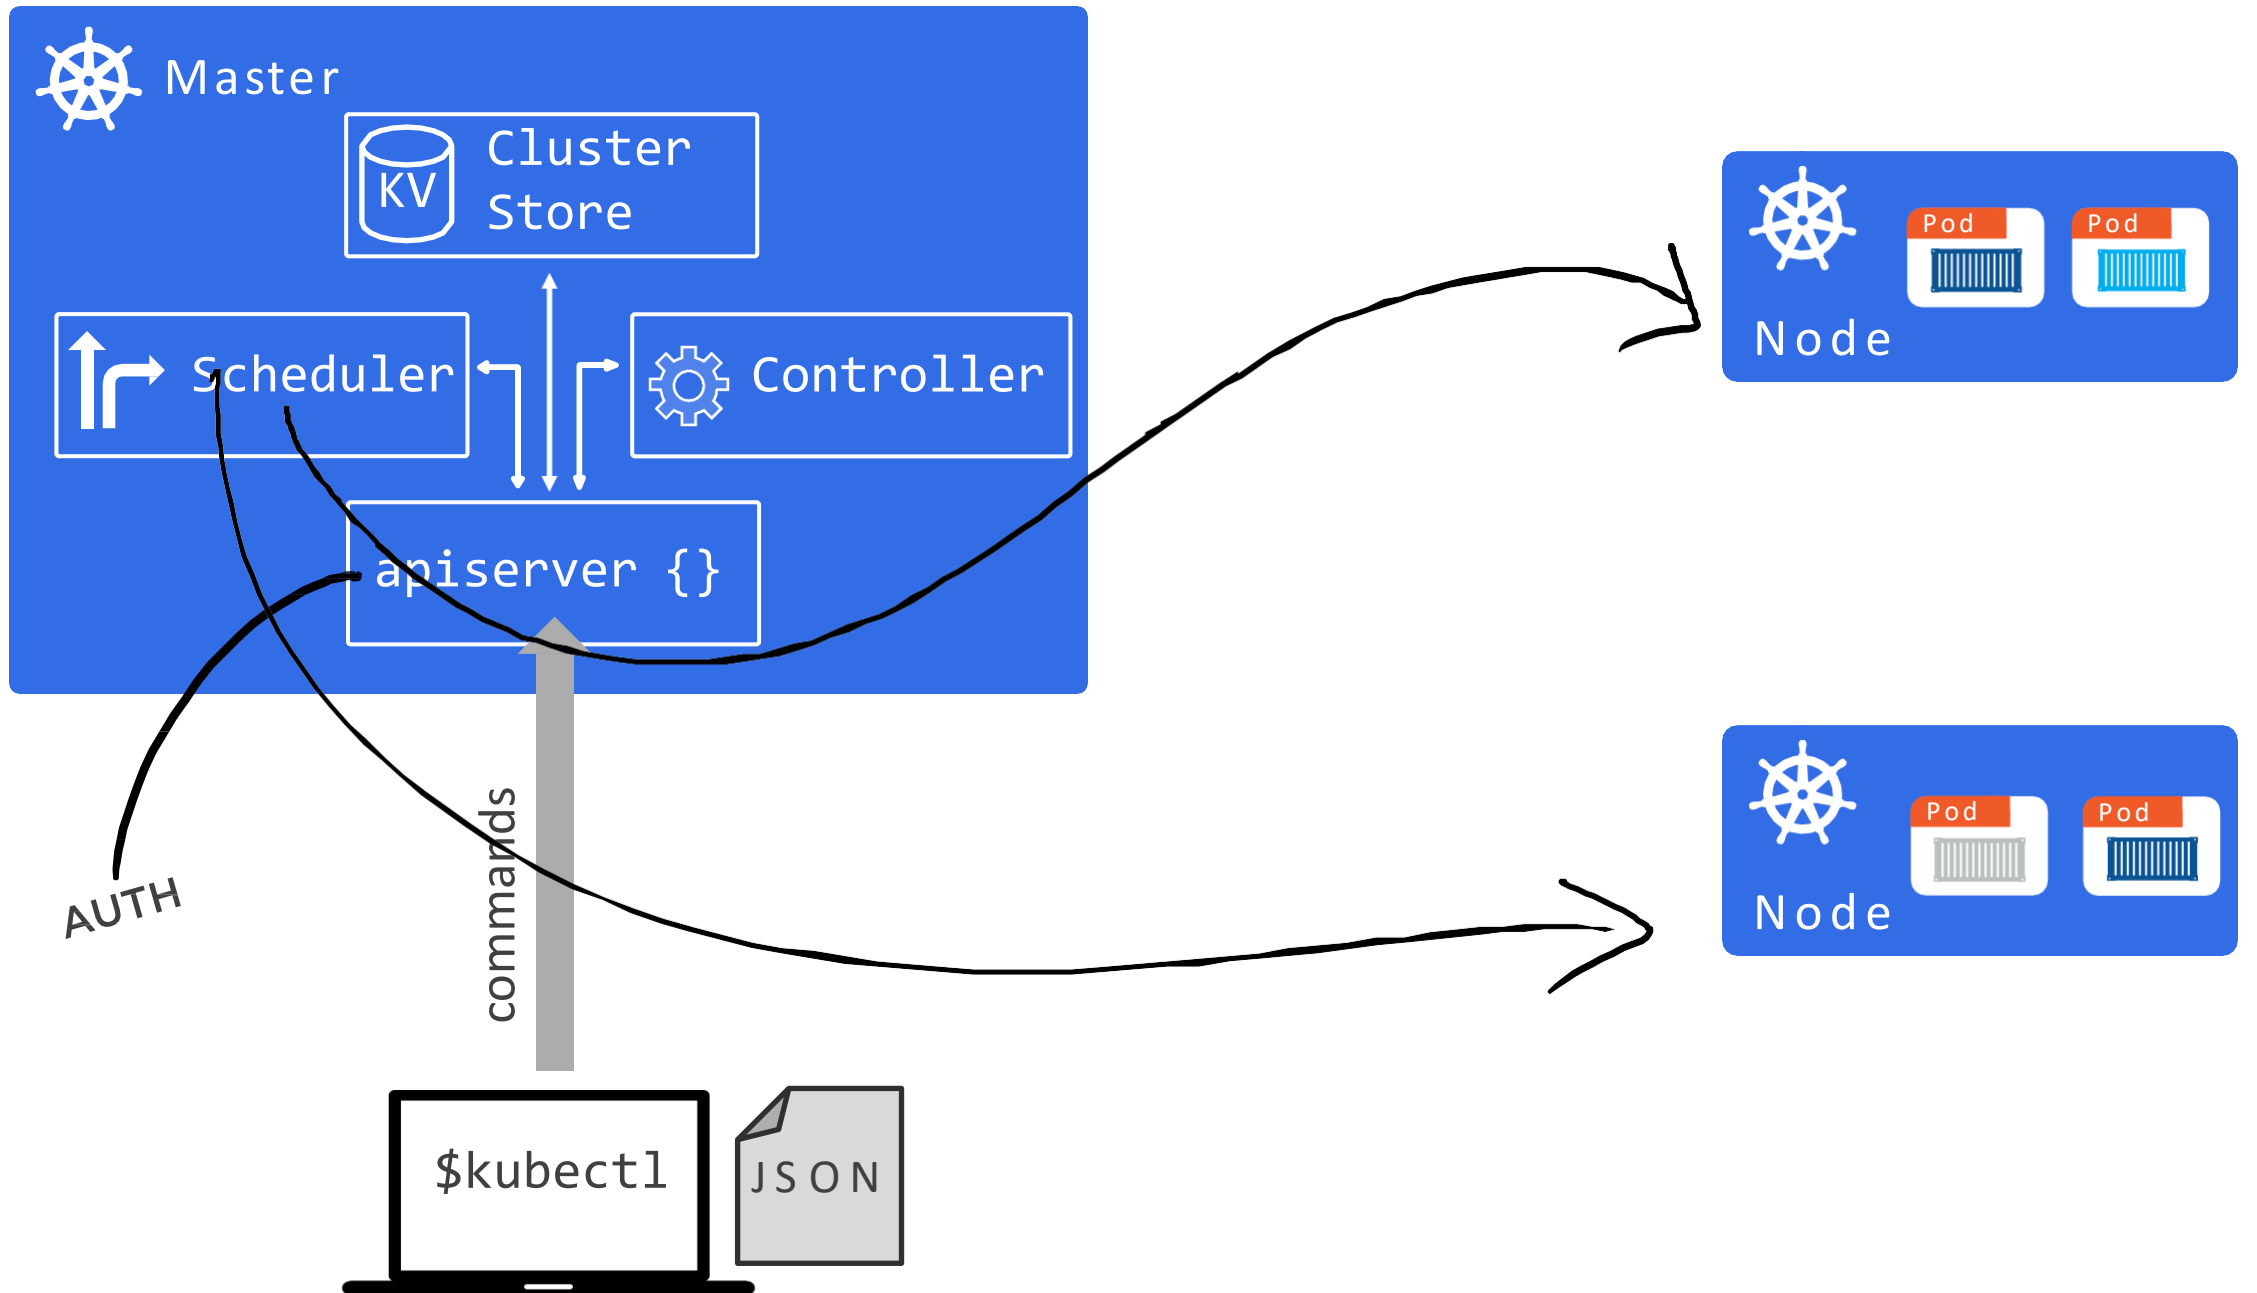 Master
KV
Cluster
Store
Scheduler
Controller
apiserver {}
AUTH
commands
$kubectl
JSON
Pod
Pod
Node
Pod
Pod
Node